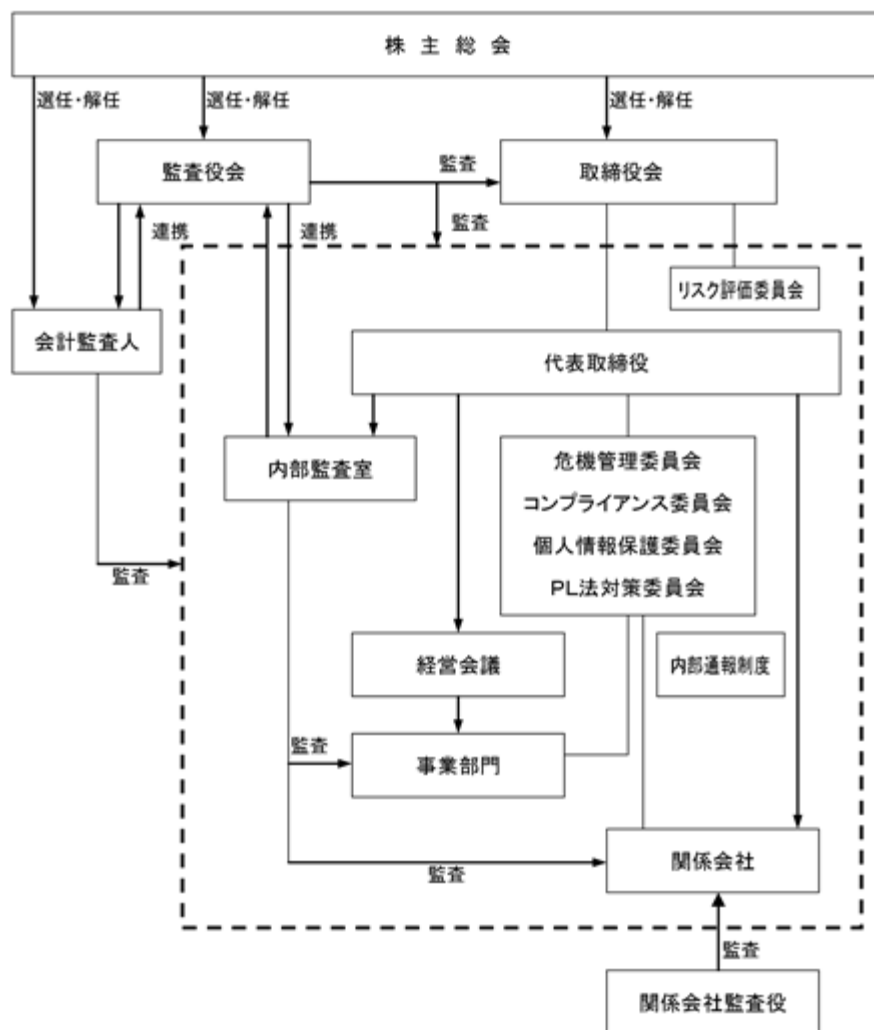 株主総会
選任・解任
選任・解任
選任・解任
監査役会
監査
取締役会
監査
連携
連携
リスク評価委員会
会計監査人
代表取締役
内部監査室
危機管理委員会
コンプライアンス委員会
個人情報保護委員会
PL法対策委員会
監査
経営会議
内部通報制度
監査
事業部門
関係会社
監査
監査
関係会社監査役